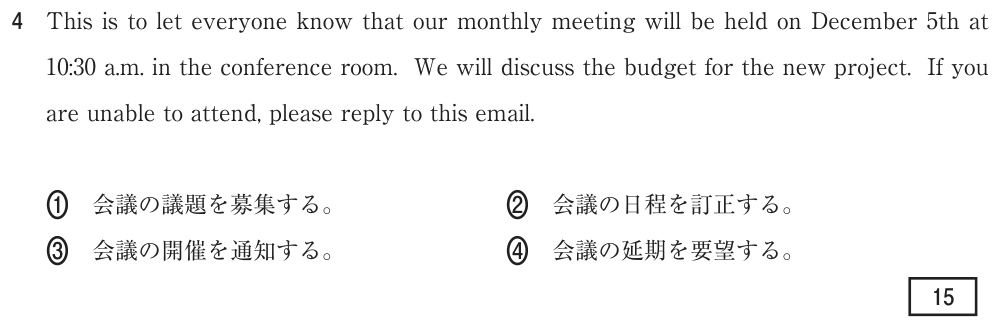 4 This is to let everyone know that our monthly meeting will be held on December 5th at
10:30 a.m. in the conference room. We will discuss the budget for the new project. If you
are unable to attend, please reply to this email.
① 会議の議題を募集する。 ② 会議の日程を訂正する。
③ 会議の開催を通知する。 ④ 会議の延期を要望する。
15